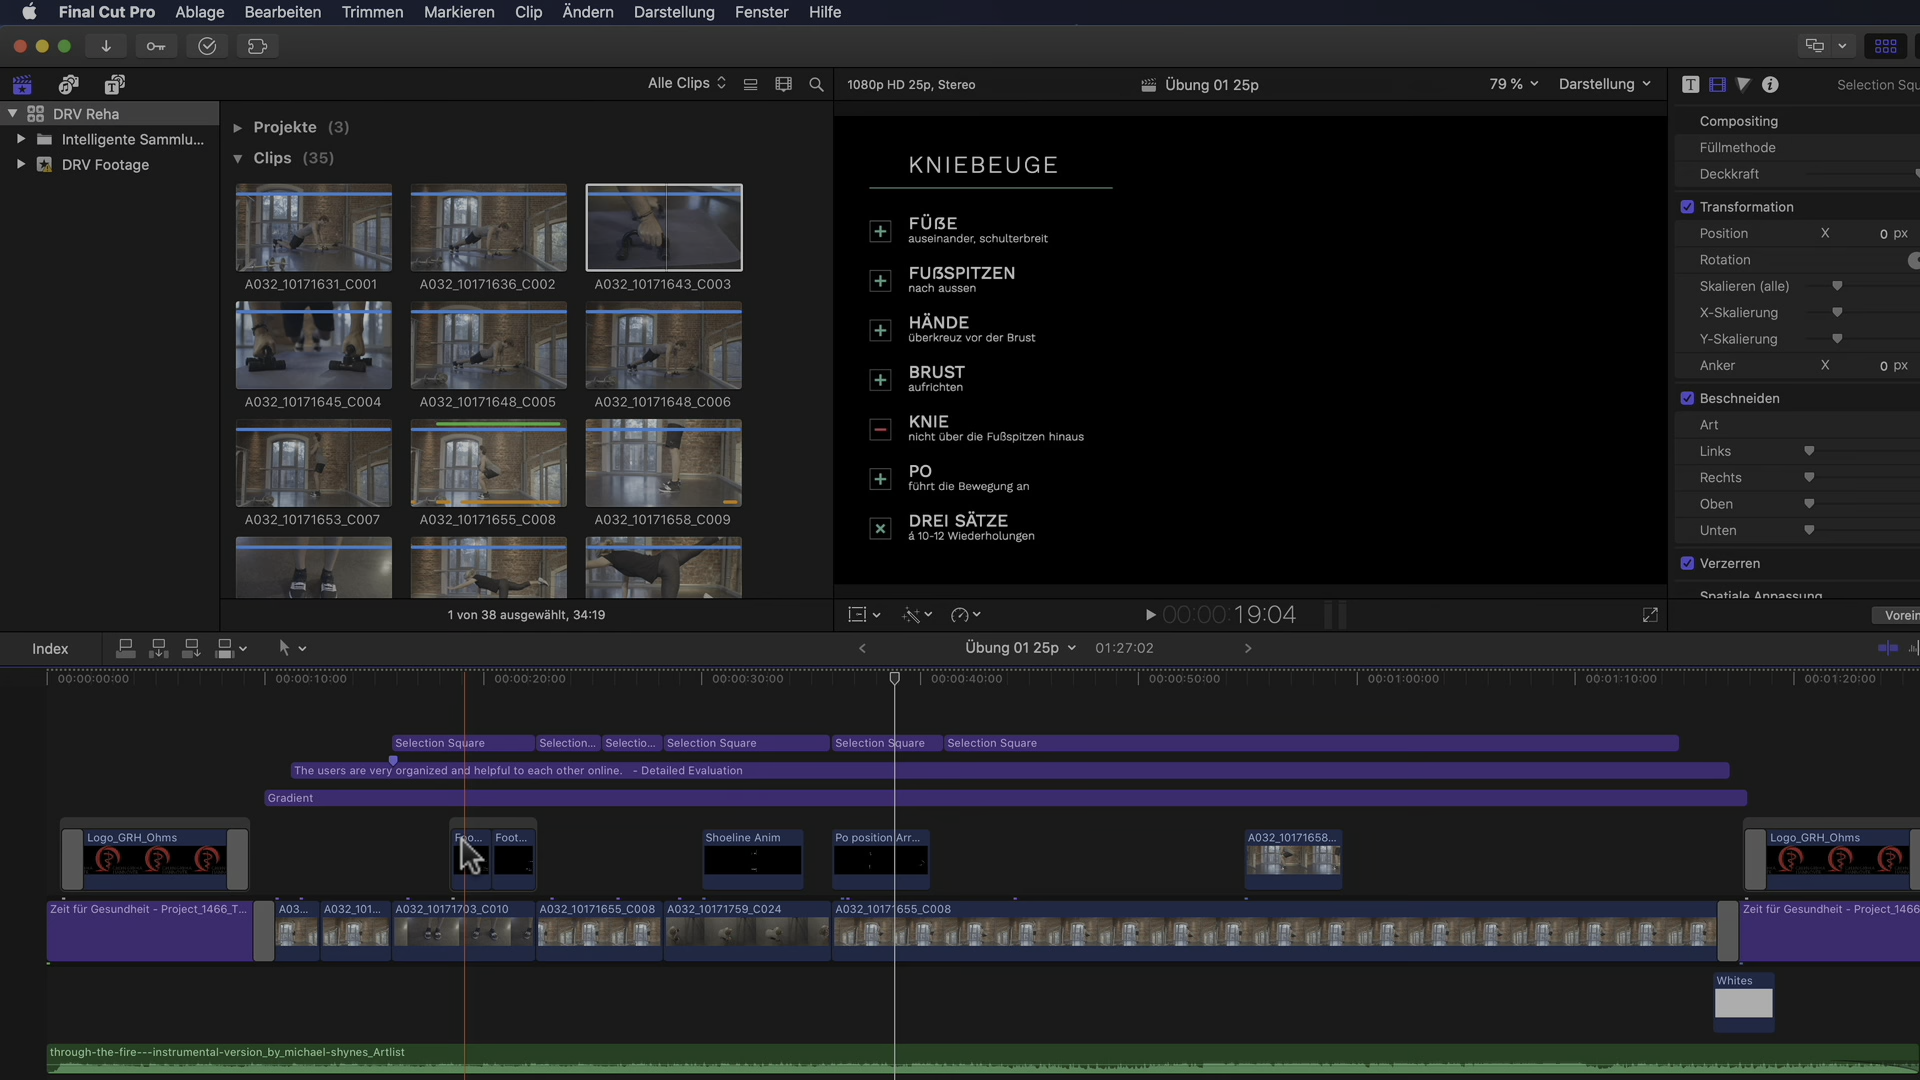 Final Cut Pro Ablage Bearbeiten Trimmen Markieren Clip Ändern Darstellung Fenster Hilfe
Alle Clips
1080p HD 25p, Stereo
Übung 01 25p
79 %
Darstellung
Selection Squ
DRV Reha
Intelligente Sammlu...
DRV Footage
Projekte (3)
Clips (35)
A032_10171631_C001
A032_10171636_C002
A032_10171643_C003
A032_10171645_C004
A032_10171648_C005
A032_10171648_C006
A032_10171653_C007
A032_10171655_C008
A032_10171658_C009
1 von 38 ausgewählt, 34:19
KNIEBEUGE
FÜßE
auseinander, schulterbreit
FUßSPITZEN
nach aussen
HÄNDE
überkreuz vor der Brust
BRUST
aufrichten
KNIE
nicht über die Fußspitzen hinaus
PO
führt die Bewegung an
DREI SÄTZE
á 10-12 Wiederholungen
00:00:19:04
Compositing
Füllmethode
Deckkraft
Transformation
Position X 0 px
Rotation
Skalieren (alle)
X-Skalierung
Y-Skalierung
Anker X 0 px
Beschneiden
Art
Links
Rechts
Oben
Unten
Verzerren
Spatiale Anpassung
Vorein
Index
Übung 01 25p
01:27:02
00:00:00:00 00:00:10:00 00:00:20:00 00:00:30:00 00:00:40:00 00:00:50:00 00:01:00:00 00:01:10:00 00:01:20:00
Selection Square Selection... Selectio... Selection Square Selection Square Selection Square
The users are very organized and helpful to each other online. - Detailed Evaluation
Gradient
Logo_GRH_Ohms Foo... Foot... Shoeline Anim Po position Arr... A032_10171658... Logo_GRH_Ohms
Zeit für Gesundheit - Project_1466_T... A03... A032_101... A032_10171703_C010 A032_10171655_C008 A032_10171759_C024 A032_10171655_C008 Zeit für Gesundheit - Project_1466
Whites
through-the-fire---instrumental-version_by_michael-shynes_Artlist